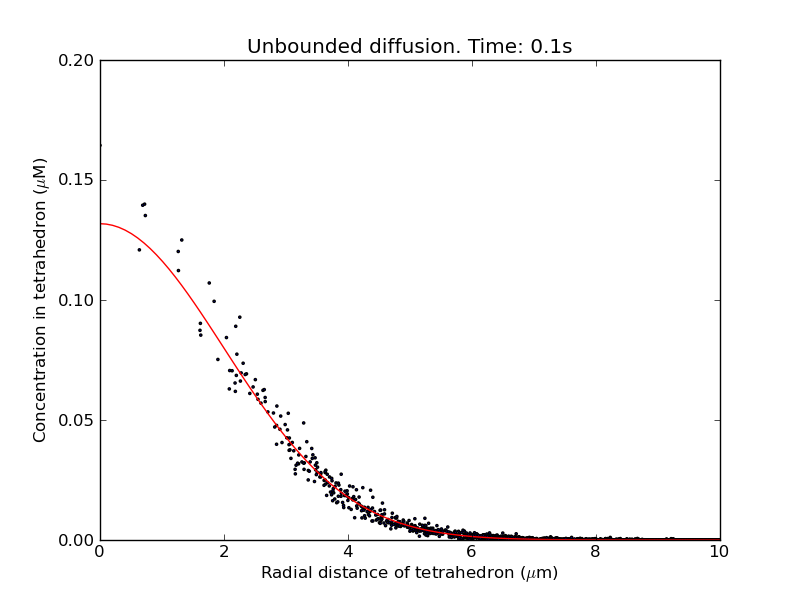 Unbounded diffusion. Time: 0.1s
0.20
0.15
0.10
0.05
0.00
Concentration in tetrahedron (μM)
0 2 4 6 8 10
Radial distance of tetrahedron (μm)